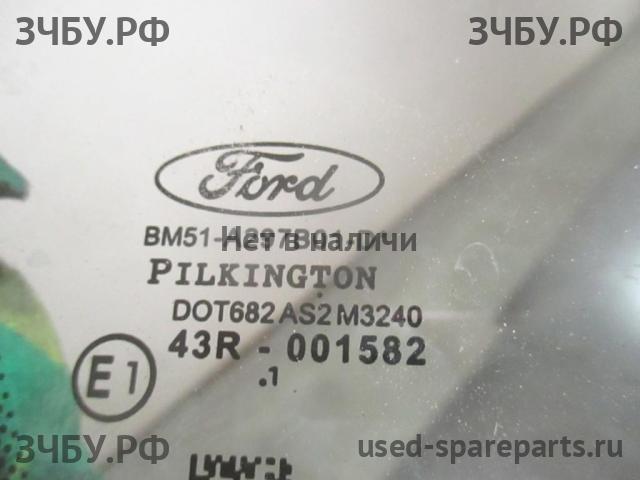 ЗЧБУ.РФ ЗЧБУ.РФ
Ford
Нет в наличи
PILKINGTON
DOT682 AS2 M3240
43R - 001582
E1
.1
ЗЧБУ.РФ used-spareparts.ru